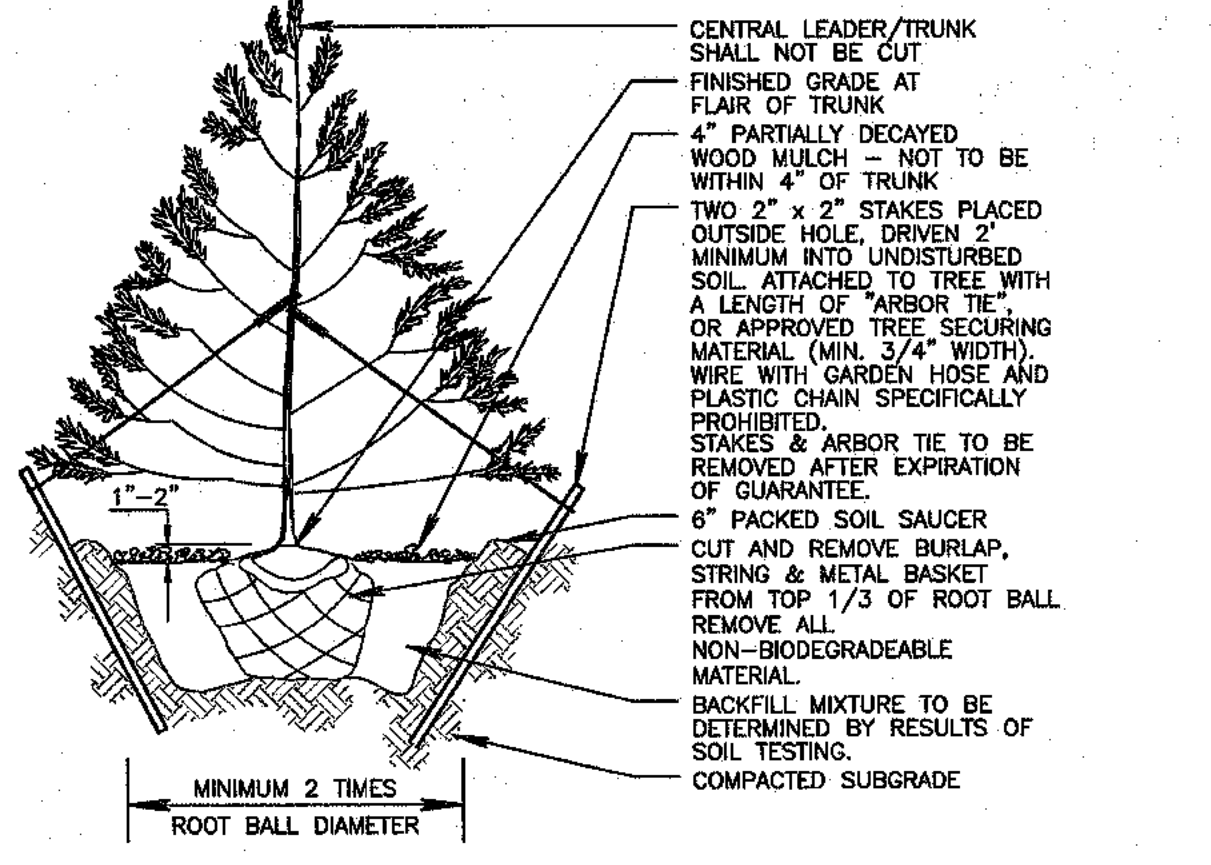 CENTRAL LEADER/TRUNK
SHALL NOT BE CUT
FINISHED GRADE AT
FLAIR OF TRUNK
4" PARTIALLY DECAYED
WOOD MULCH – NOT TO BE
WITHIN 4" OF TRUNK
TWO 2" x 2" STAKES PLACED
OUTSIDE HOLE, DRIVEN 2'
MINIMUM INTO UNDISTURBED
SOIL. ATTACHED TO TREE WITH
A LENGTH OF "ARBOR TIE",
OR APPROVED TREE SECURING
MATERIAL (MIN. 3/4" WIDTH).
WIRE WITH GARDEN HOSE AND
PLASTIC CHAIN SPECIFICALLY
PROHIBITED.
STAKES & ARBOR TIE TO BE
REMOVED AFTER EXPIRATION
OF GUARANTEE.
1"–2"
6" PACKED SOIL SAUCER
CUT AND REMOVE BURLAP,
STRING & METAL BASKET
FROM TOP 1/3 OF ROOT BALL
REMOVE ALL
NON–BIODEGRADEABLE
MATERIAL.
BACKFILL MIXTURE TO BE
DETERMINED BY RESULTS OF
SOIL TESTING.
COMPACTED SUBGRADE
MINIMUM 2 TIMES
ROOT BALL DIAMETER